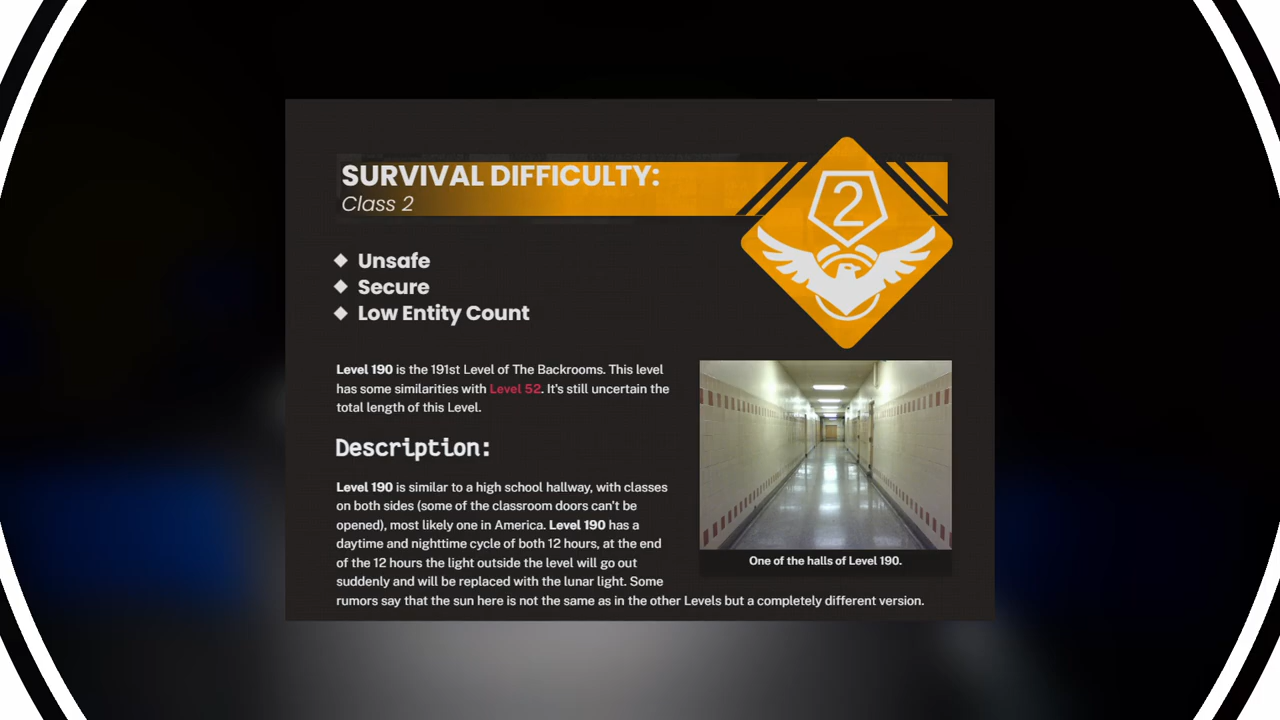 SURVIVAL DIFFICULTY:
Class 2
2
Unsafe
Secure
Low Entity Count
Level 190 is the 191st Level of The Backrooms. This level
has some similarities with Level 52. It's still uncertain the
total length of this Level.
Description:
Level 190 is similar to a high school hallway, with classes
on both sides (some of the classroom doors can't be
opened), most likely one in America. Level 190 has a
daytime and nighttime cycle of both 12 hours, at the end
of the 12 hours the light outside the level will go out
suddenly and will be replaced with the lunar light. Some
rumors say that the sun here is not the same as in the other Levels but a completely different version.
One of the halls of Level 190.